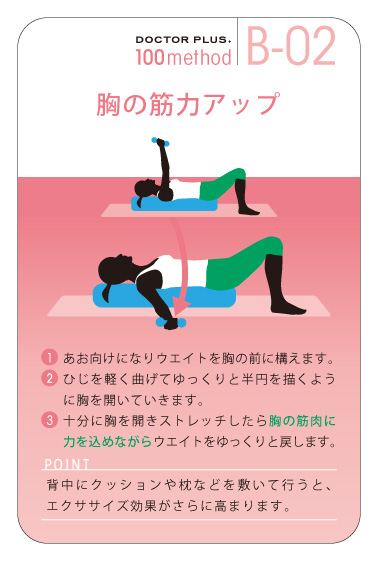 DOCTOR PLUS.
100method
B-02
胸の筋力アップ
1 あお向けになりウエイトを胸の前に構えます。
2 ひじを軽く曲げてゆっくりと半円を描くよう
に胸を開いていきます。
3 十分に胸を開きストレッチしたら胸の筋肉に
力を込めながらウエイトをゆっくりと戻します。
POINT
背中にクッションや枕などを敷いて行うと、
エクササイズ効果がさらに高まります。